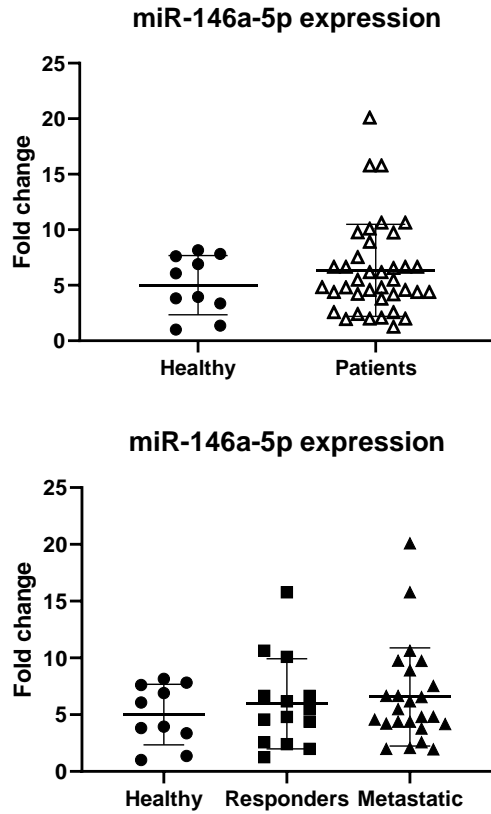 miR-146a-5p expression
25
20
15
10
5
0
Fold change
Healthy Patients
miR-146a-5p expression
25
20
15
10
5
0
Fold change
Healthy Responders Metastatic